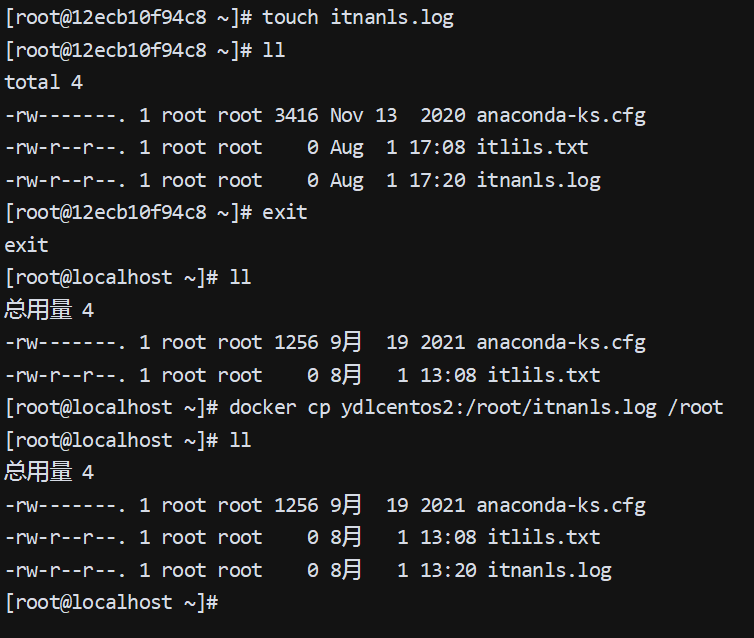 [root@12ecb10f94c8 ~]# touch itnanls.log
[root@12ecb10f94c8 ~]# ll
total 4
-rw-------. 1 root root 3416 Nov 13  2020 anaconda-ks.cfg
-rw-r--r--. 1 root root    0 Aug  1 17:08 itlils.txt
-rw-r--r--. 1 root root    0 Aug  1 17:20 itnanls.log
[root@12ecb10f94c8 ~]# exit
exit
[root@localhost ~]# ll
总用量 4
-rw-------. 1 root root 1256 9月  19 2021 anaconda-ks.cfg
-rw-r--r--. 1 root root    0 8月   1 13:08 itlils.txt
[root@localhost ~]# docker cp ydlcentos2:/root/itnanls.log /root
[root@localhost ~]# ll
总用量 4
-rw-------. 1 root root 1256 9月  19 2021 anaconda-ks.cfg
-rw-r--r--. 1 root root    0 8月   1 13:08 itlils.txt
-rw-r--r--. 1 root root    0 8月   1 13:20 itnanls.log
[root@localhost ~]#